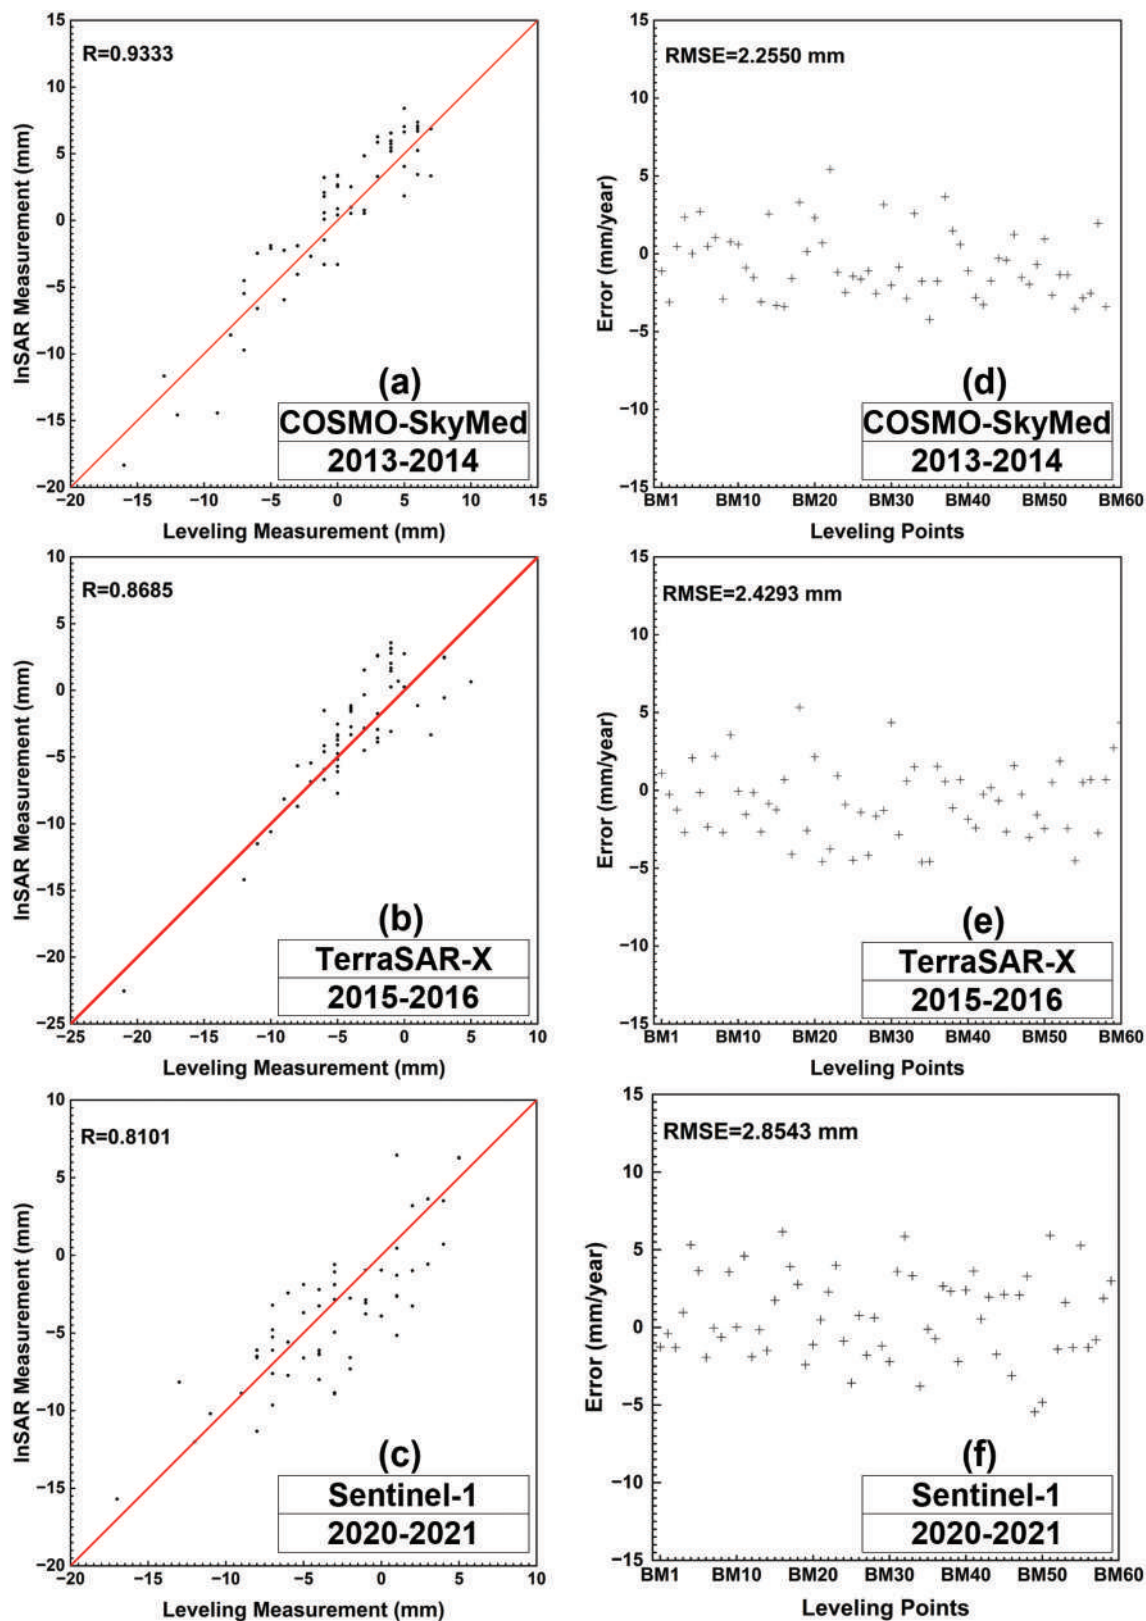 15
10
5
0
−5
−10
−15
−20
InSAR Measurement (mm)
R=0.9333
(a)
COSMO-SkyMed
2013-2014
−20 −15 −10 −5 0 5 10 15
Leveling Measurement (mm)
15
10
5
0
−5
−10
−15
Error (mm/year)
RMSE=2.2550 mm
(d)
COSMO-SkyMed
2013-2014
BM1 BM10 BM20 BM30 BM40 BM50 BM60
Leveling Points
10
5
0
−5
−10
−15
−20
−25
InSAR Measurement (mm)
R=0.8685
(b)
TerraSAR-X
2015-2016
−25 −20 −15 −10 −5 0 5 10
Leveling Measurement (mm)
15
10
5
0
−5
−10
−15
Error (mm/year)
RMSE=2.4293 mm
(e)
TerraSAR-X
2015-2016
BM1 BM10 BM20 BM30 BM40 BM50 BM60
Leveling Points
10
5
0
−5
−10
−15
−20
InSAR Measurement (mm)
R=0.8101
(c)
Sentinel-1
2020-2021
−20 −15 −10 −5 0 5 10
Leveling Measurement (mm)
15
10
5
0
−5
−10
−15
Error (mm/year)
RMSE=2.8543 mm
(f)
Sentinel-1
2020-2021
BM1 BM10 BM20 BM30 BM40 BM50 BM60
Leveling Points